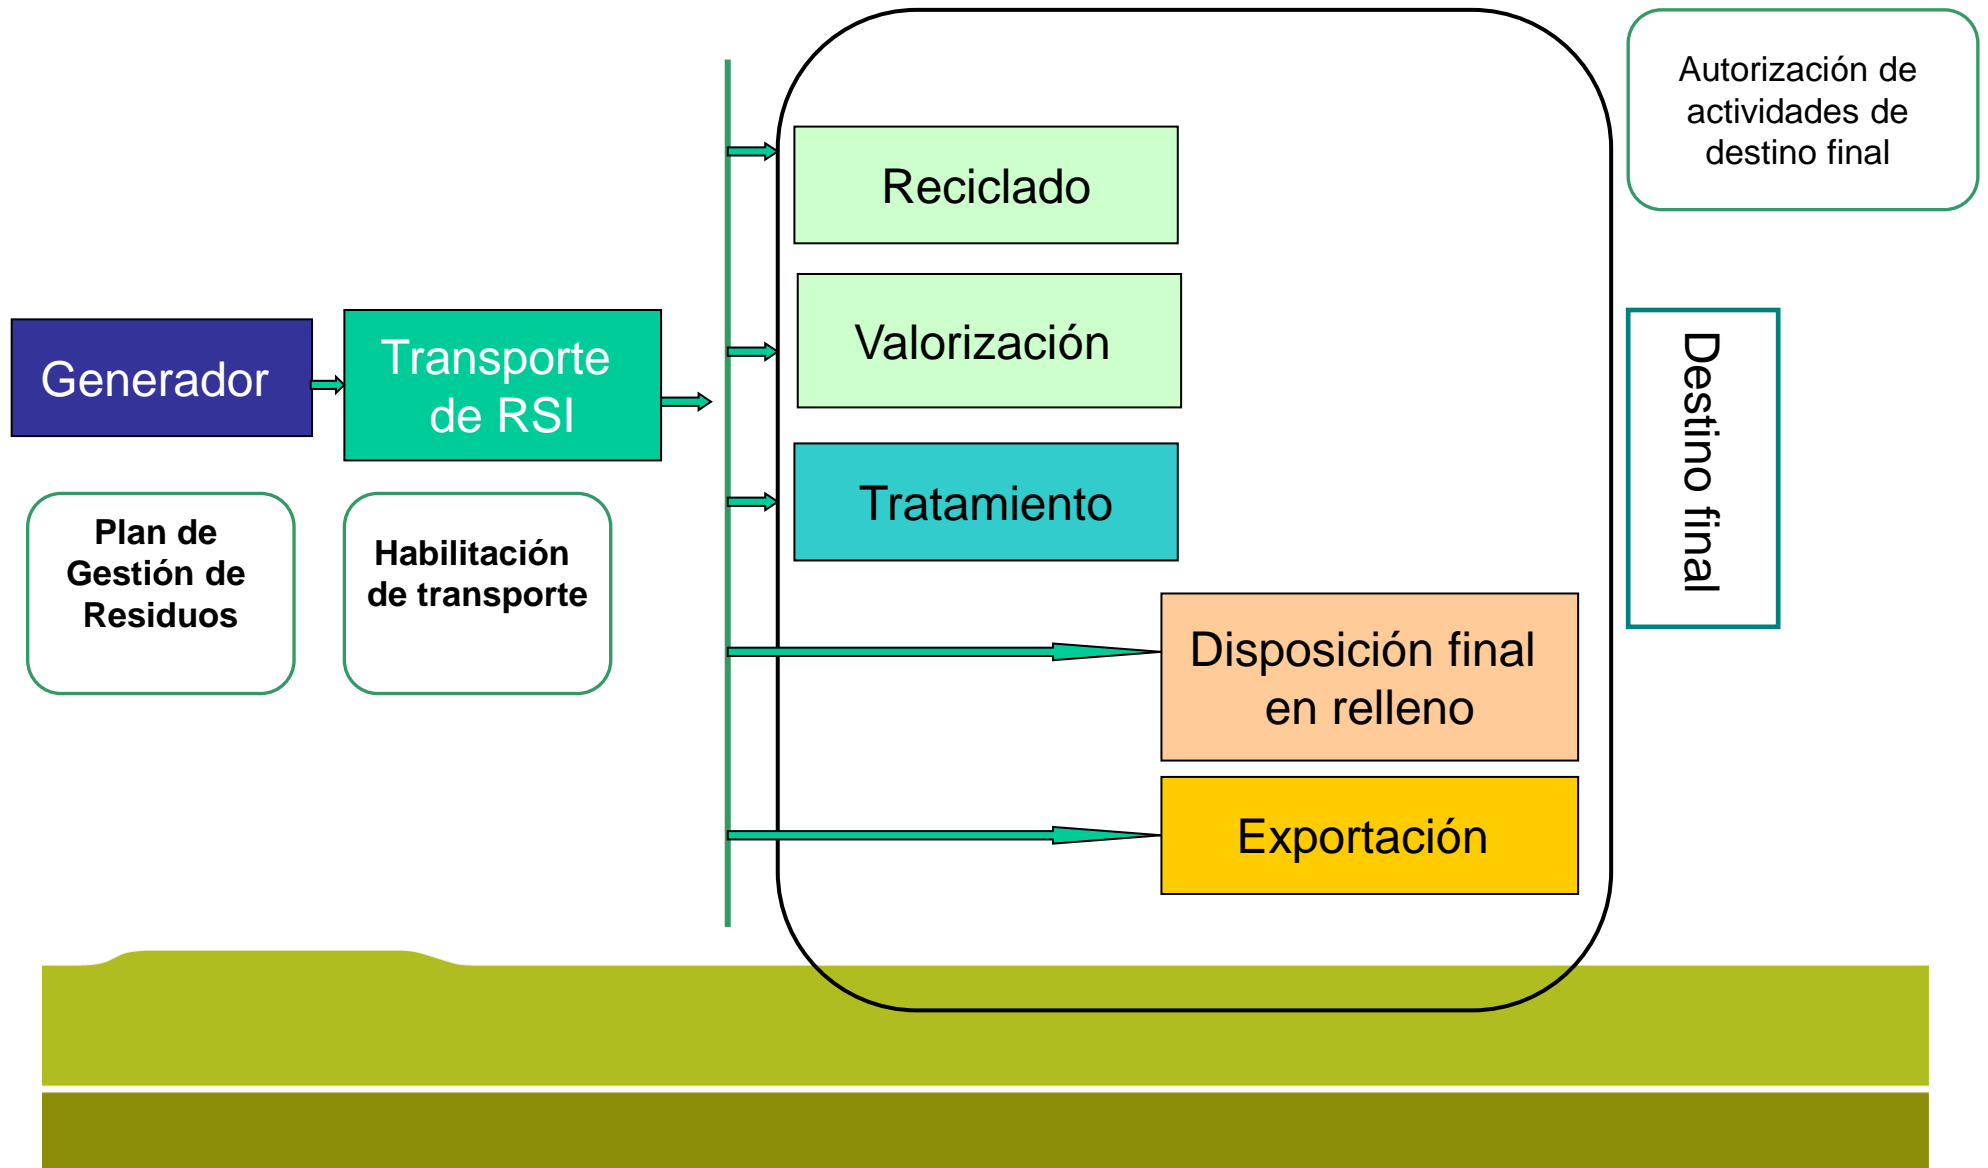 Autorización de
actividades de
destino final
Reciclado
Valorización
Generador
Transporte
de RSI
Destino final
Tratamiento
Plan de
Gestión de
Residuos
Habilitación
de transporte
Disposición final
en relleno
Exportación